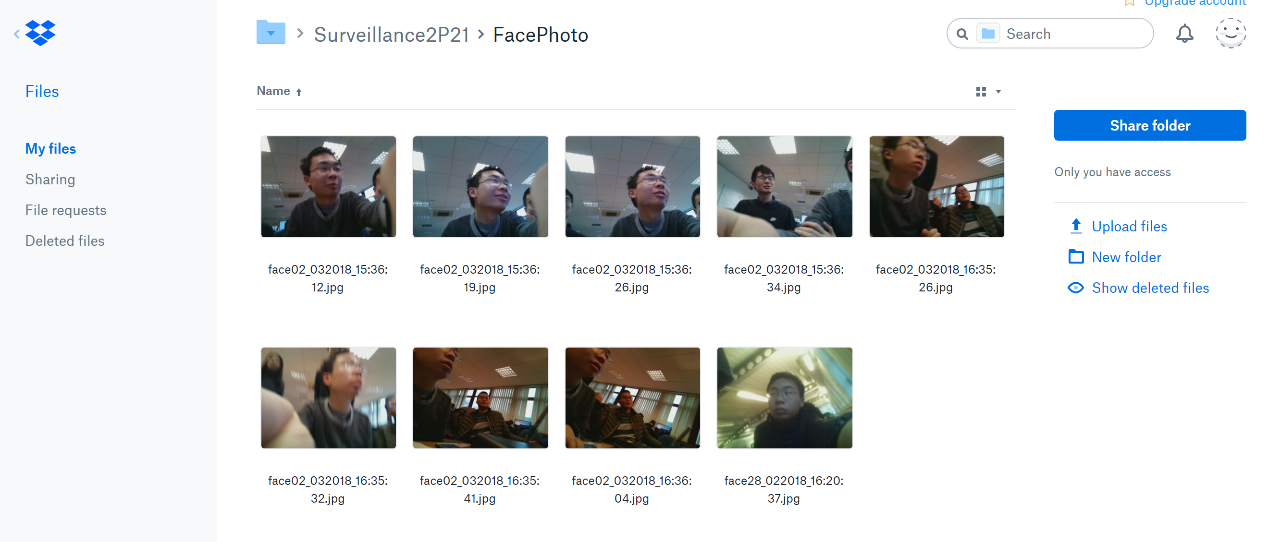 Upgrade account
Surveillance2P21 > FacePhoto
Search
Files
Name
Share folder
My files
Only you have access
Sharing
File requests
Upload files
Deleted files
New folder
Show deleted files
face02_032018_15:36:
12.jpg
face02_032018_15:36:
19.jpg
face02_032018_15:36:
26.jpg
face02_032018_15:36:
34.jpg
face02_032018_16:35:
26.jpg
face02_032018_16:35:
32.jpg
face02_032018_16:35:
41.jpg
face02_032018_16:36:
04.jpg
face28_022018_16:20:
37.jpg